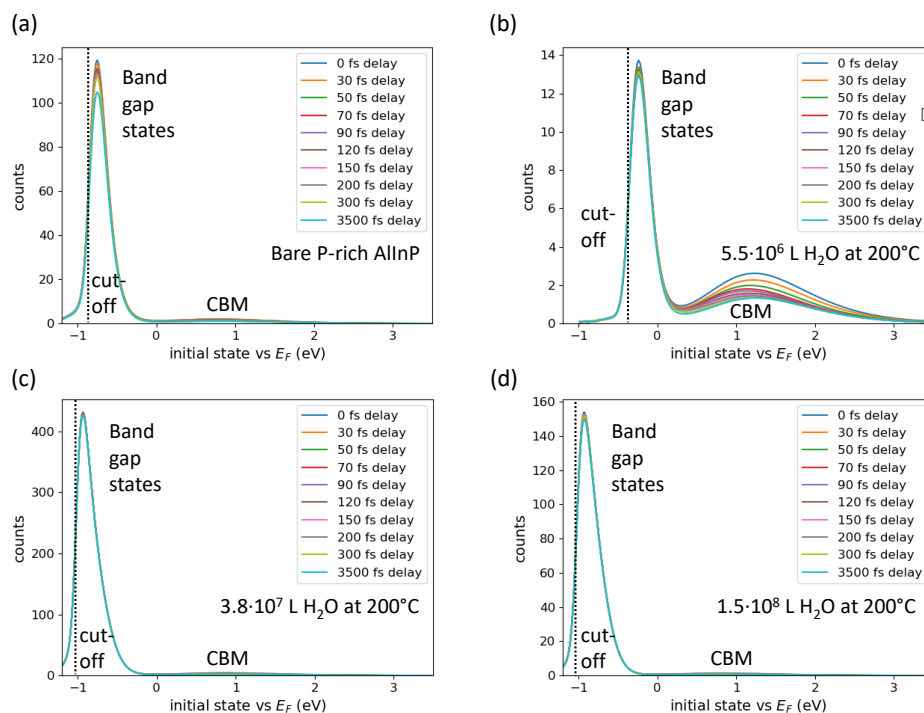 (a)
120
100
80
60
40
20
0
counts
Band
gap
states
cut-
off
CBM
0 fs delay
30 fs delay
50 fs delay
70 fs delay
90 fs delay
120 fs delay
150 fs delay
200 fs delay
300 fs delay
3500 fs delay
Bare P-rich AlInP
−1 0 1 2 3
initial state vs E_F (eV)
(b)
14
12
10
8
6
4
2
0
counts
Band
gap
states
cut-
off
CBM
0 fs delay
30 fs delay
50 fs delay
70 fs delay
90 fs delay
120 fs delay
150 fs delay
200 fs delay
300 fs delay
3500 fs delay
5.5·10⁶ L H₂O at 200°C
−1 0 1 2 3
initial state vs E_F (eV)
(c)
400
300
200
100
0
counts
Band
gap
states
cut-
off
CBM
0 fs delay
30 fs delay
50 fs delay
70 fs delay
90 fs delay
120 fs delay
150 fs delay
200 fs delay
300 fs delay
3500 fs delay
3.8·10⁷ L H₂O at 200°C
−1 0 1 2 3
initial state vs E_F (eV)
(d)
160
140
120
100
80
60
40
20
0
counts
Band
gap
states
cut-
off
CBM
0 fs delay
30 fs delay
50 fs delay
70 fs delay
90 fs delay
120 fs delay
150 fs delay
200 fs delay
300 fs delay
3500 fs delay
1.5·10⁸ L H₂O at 200°C
−1 0 1 2 3
initial state vs E_F (eV)